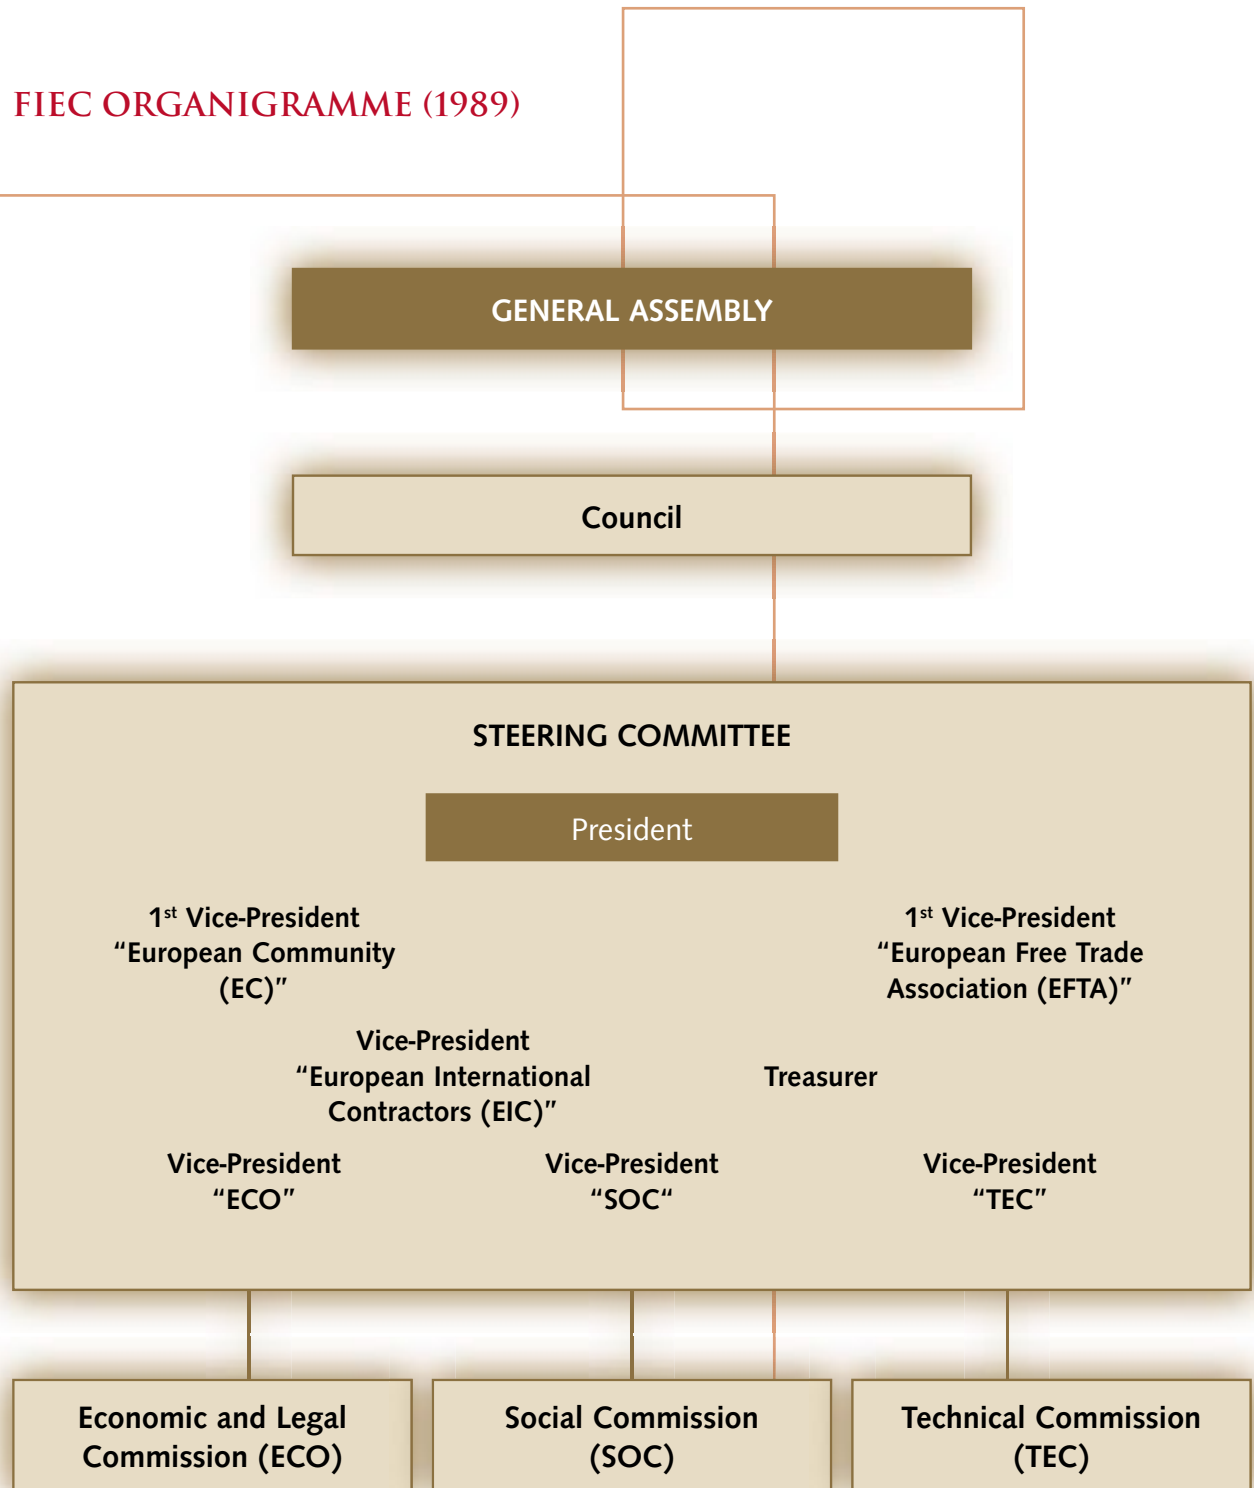 FIEC ORGANIGRAMME (1989)
GENERAL ASSEMBLY
Council
STEERING COMMITTEE
President
1st Vice-President
“European Community
(EC)”
1st Vice-President
“European Free Trade
Association (EFTA)”
Vice-President
“European International
Contractors (EIC)”
Treasurer
Vice-President
“ECO”
Vice-President
“SOC“
Vice-President
“TEC”
Economic and Legal
Commission (ECO)
Social Commission
(SOC)
Technical Commission
(TEC)